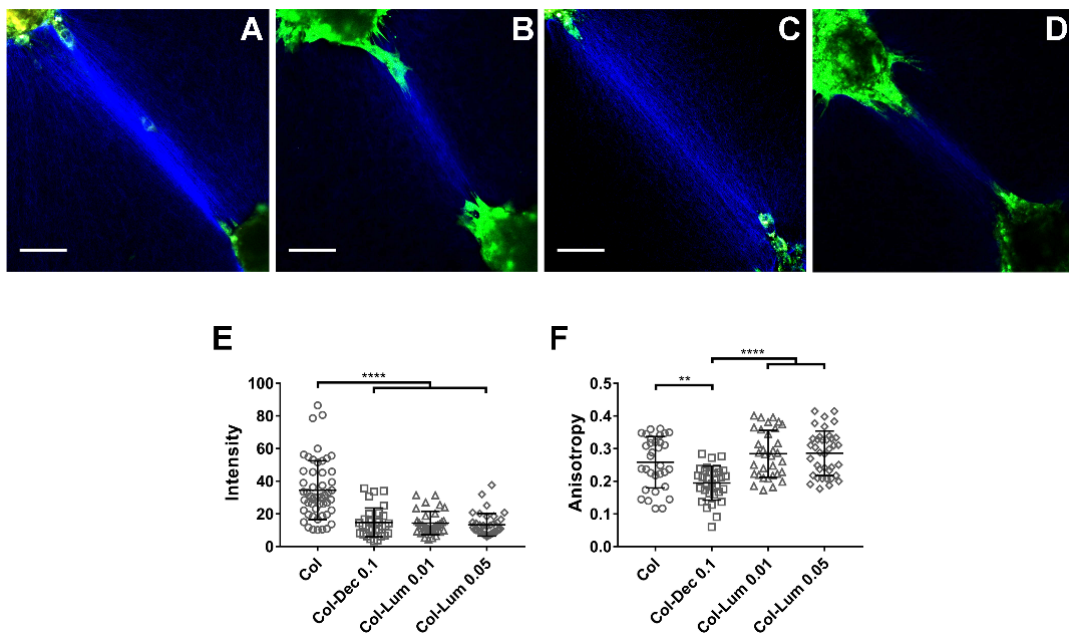 A B C D
E F
****
100
80
60
40
20
0
Intensity
Col
Col-Dec 0.1
Col-Lum 0.01
Col-Lum 0.05
****
**
0.5
0.4
0.3
0.2
0.1
0.0
Anisotropy
Col
Col-Dec 0.1
Col-Lum 0.01
Col-Lum 0.05